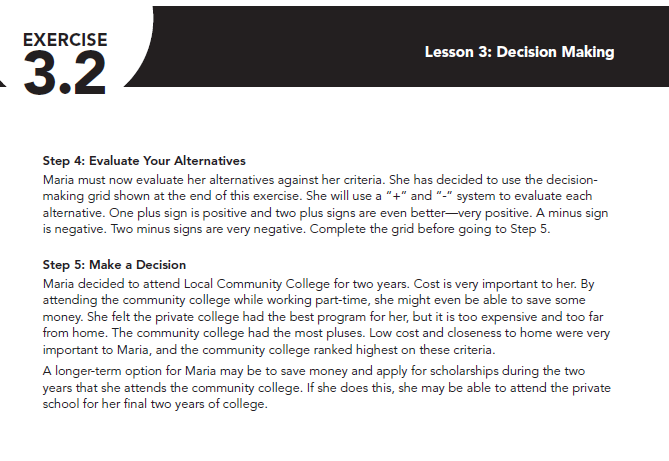 EXERCISE
3.2
Lesson 3: Decision Making
Step 4: Evaluate Your Alternatives
Maria must now evaluate her alternatives against her criteria. She has decided to use the decision-
making grid shown at the end of this exercise. She will use a “+” and “-” system to evaluate each
alternative. One plus sign is positive and two plus signs are even better—very positive. A minus sign
is negative. Two minus signs are very negative. Complete the grid before going to Step 5.
Step 5: Make a Decision
Maria decided to attend Local Community College for two years. Cost is very important to her. By
attending the community college while working part-time, she might even be able to save some
money. She felt the private college had the best program for her, but it is too expensive and too far
from home. The community college had the most pluses. Low cost and closeness to home were very
important to Maria, and the community college ranked highest on these criteria.
A longer-term option for Maria may be to save money and apply for scholarships during the two
years that she attends the community college. If she does this, she may be able to attend the private
school for her final two years of college.